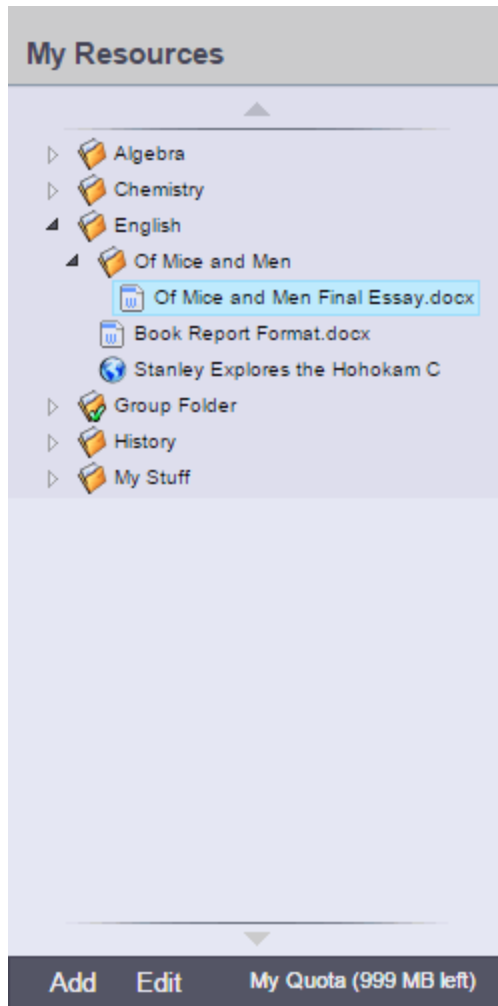 My Resources
Algebra
Chemistry
English
Of Mice and Men
Of Mice and Men Final Essay.docx
Book Report Format.docx
Stanley Explores the Hohokam C
Group Folder
History
My Stuff
Add Edit My Quota (999 MB left)